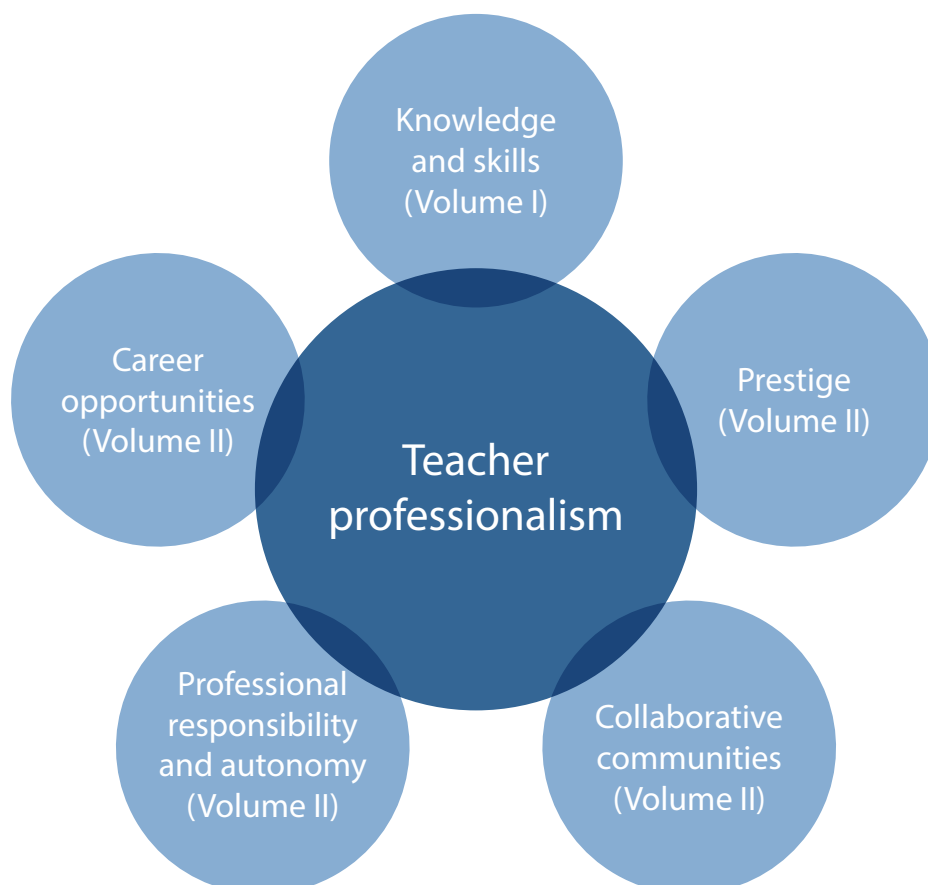 Knowledge
and skills
(Volume I)
Career
opportunities
(Volume II)
Prestige
(Volume II)
Teacher
professionalism
Professional
responsibility
and autonomy
(Volume II)
Collaborative
communities
(Volume II)